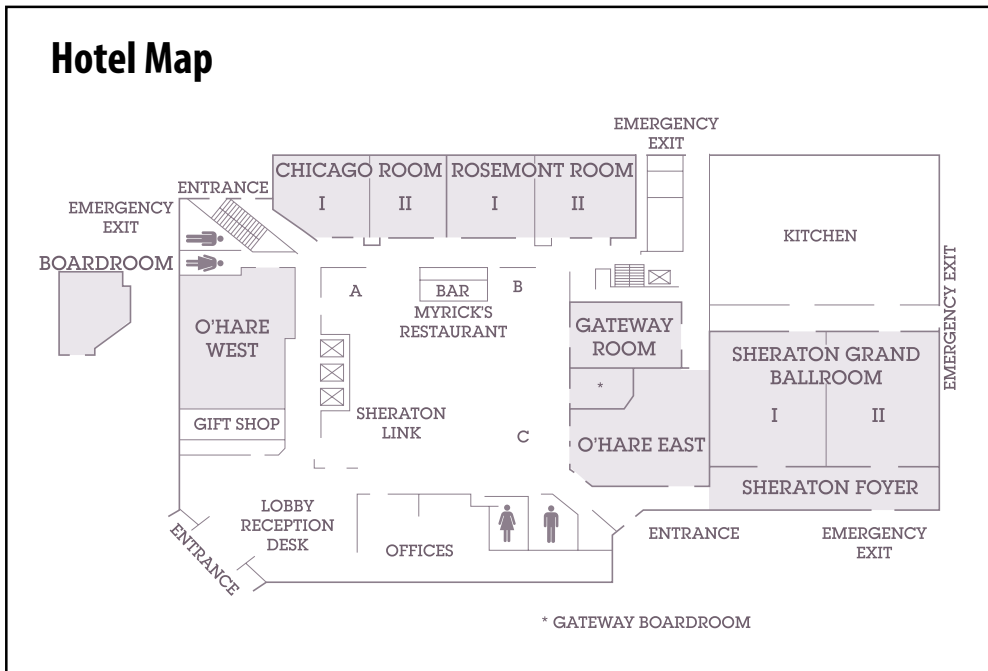 Hotel Map
EMERGENCY
EXIT
CHICAGO ROOM
I
II
ROSEMONT ROOM
I
II
ENTRANCE
EMERGENCY
EXIT
BOARDROOM
KITCHEN
EMERGENCY EXIT
A
BAR
B
MYRICK'S
RESTAURANT
O'HARE
WEST
GATEWAY
ROOM
*
SHERATON GRAND
BALLROOM
I
II
GIFT SHOP
SHERATON
LINK
C
O'HARE EAST
SHERATON FOYER
LOBBY
RECEPTION
DESK
OFFICES
ENTRANCE
ENTRANCE
EMERGENCY
EXIT
* GATEWAY BOARDROOM